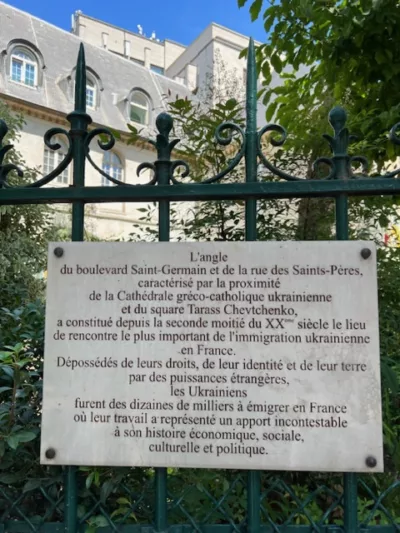 L'angle
du boulevard Saint-Germain et de la rue des Saints-Pères,
caractérisé par la proximité
de la Cathédrale gréco-catholique ukrainienne
et du square Tarass Chevtchenko,
a constitué depuis la seconde moitié du XXème siècle le lieu
de rencontre le plus important de l'immigration ukrainienne
en France.
Dépossédés de leurs droits, de leur identité et de leur terre
par des puissances étrangères,
les Ukrainiens
furent des dizaines de milliers à émigrer en France
où leur travail a représenté un apport incontestable
à son histoire économique, sociale,
culturelle et politique.